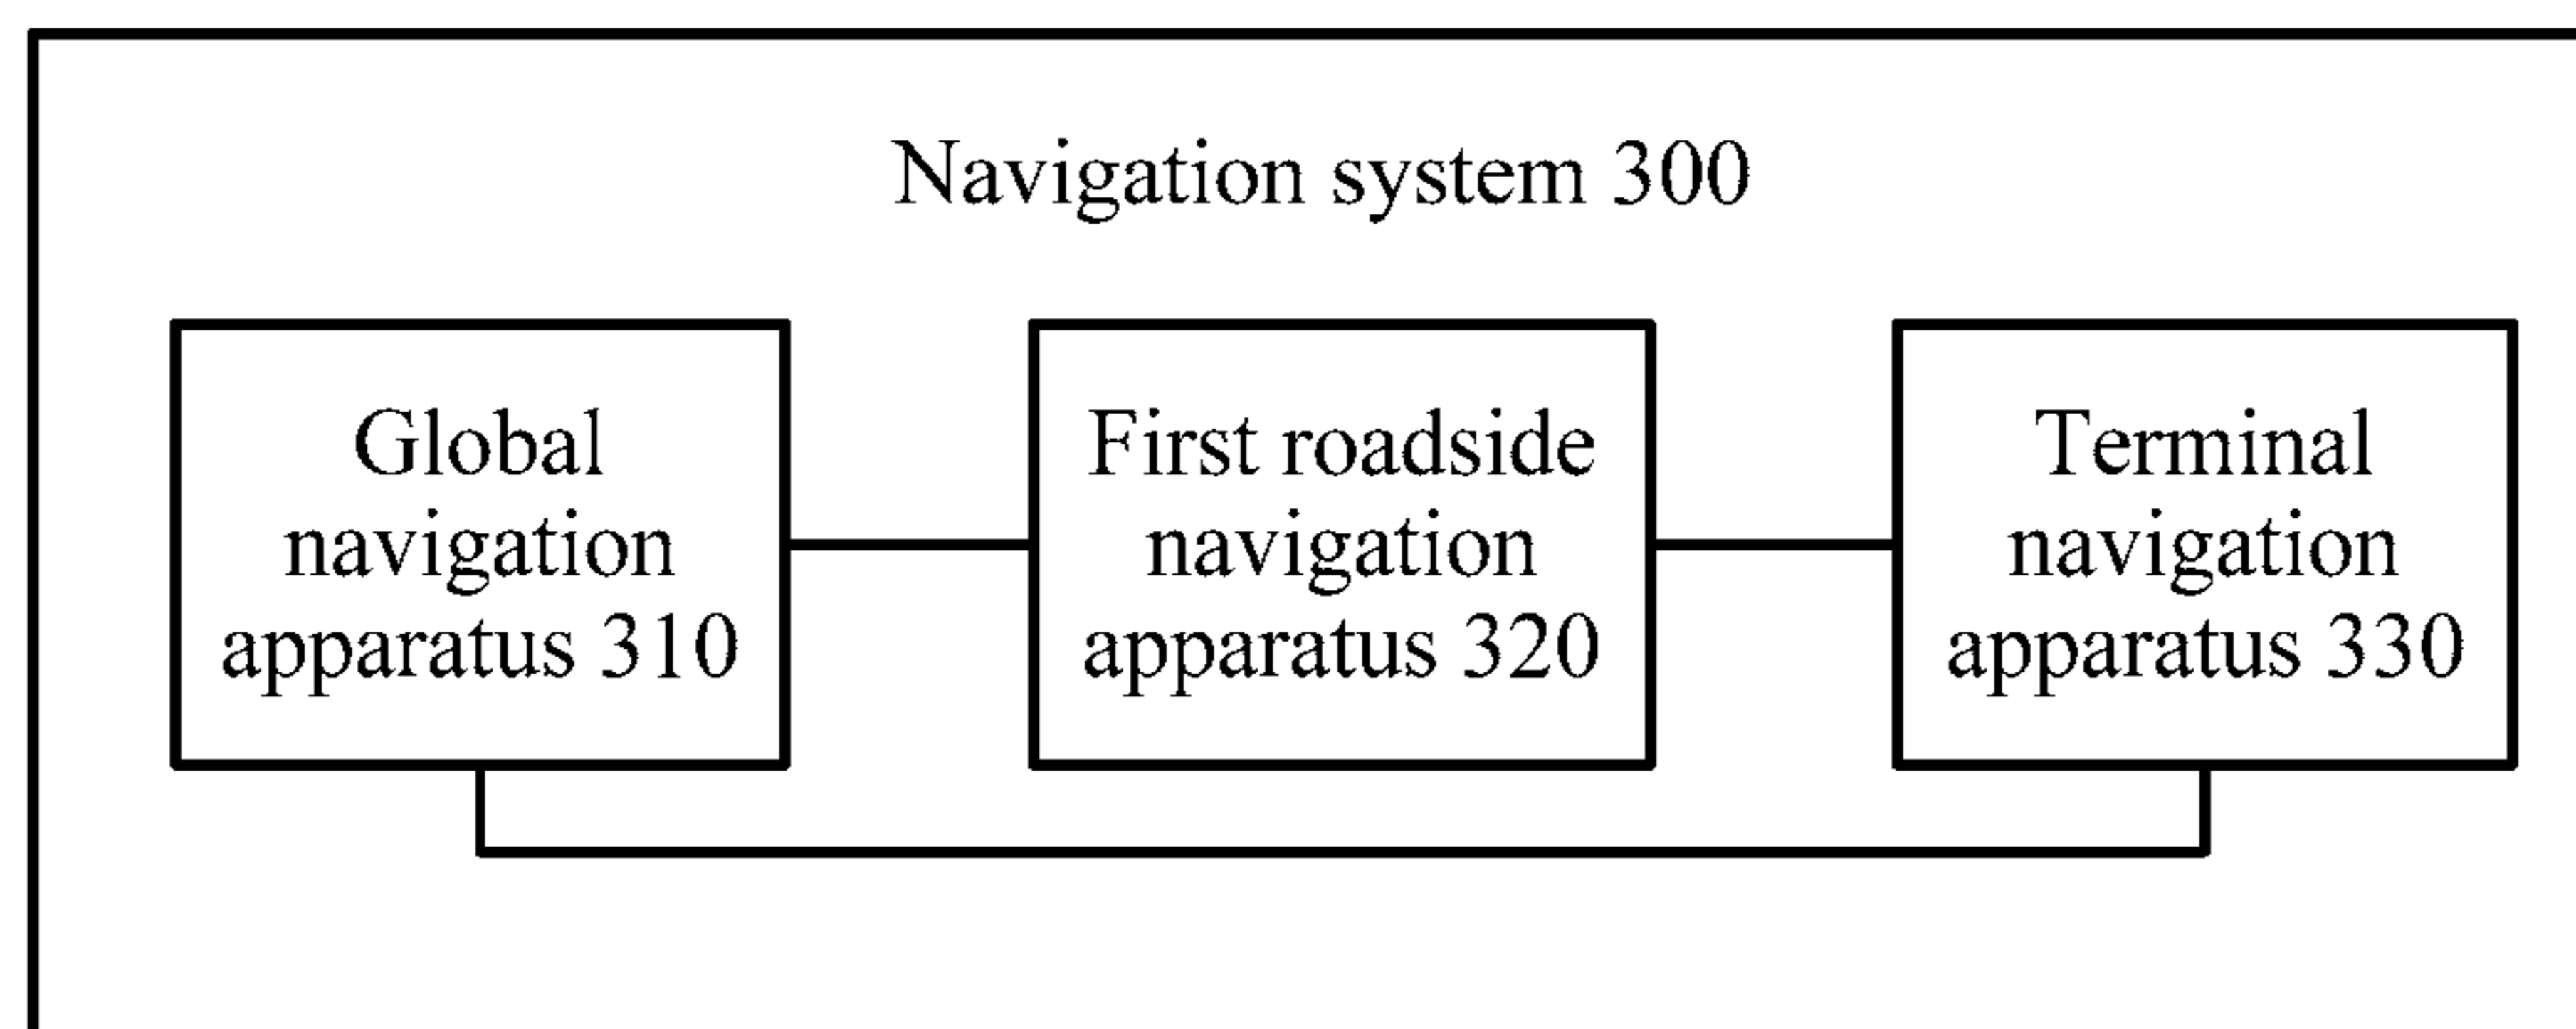 Navigation system 300
Global
navigation
apparatus 310
First roadside
navigation
apparatus 320
Terminal
navigation
apparatus 330